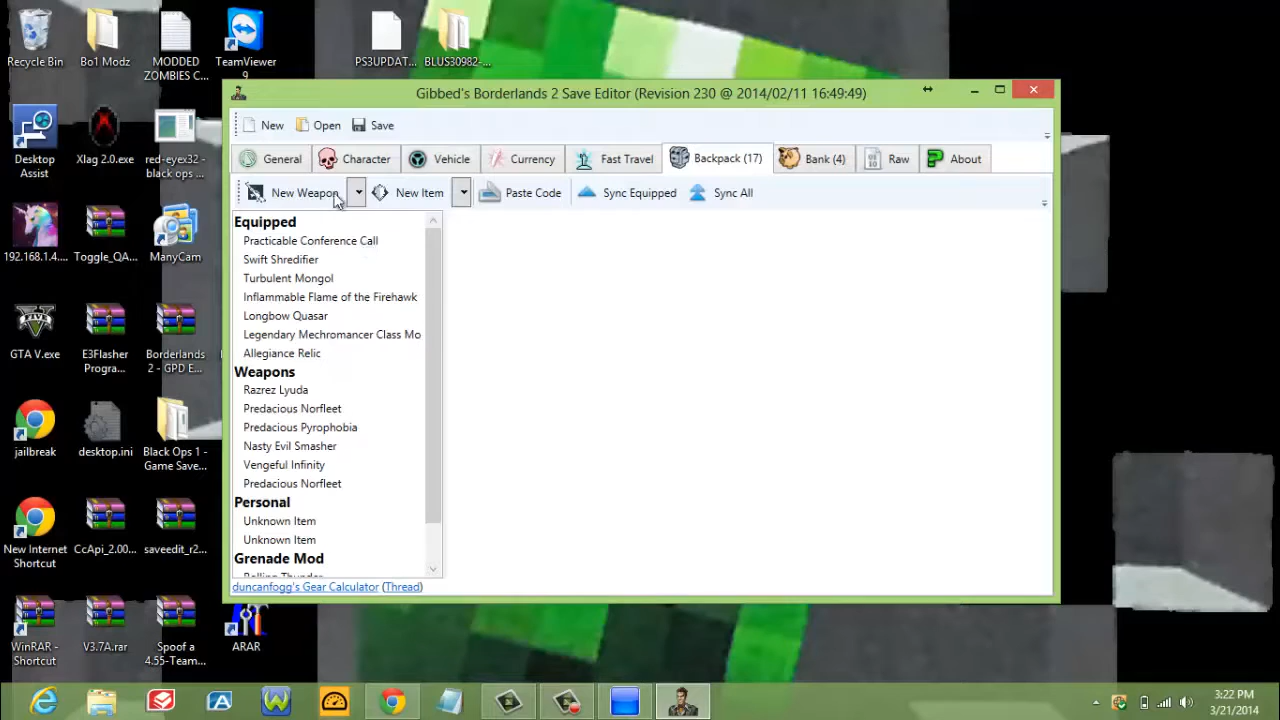 Recycle Bin
Bo1 Modz
MODDED
ZOMBIES C...
TeamViewer
9
PS3UPDAT...
BLUS30982-...
Gibbed's Borderlands 2 Save Editor (Revision 230 @ 2014/02/11 16:49:49)
New
Open
Save
General
Character
Vehicle
Currency
Fast Travel
Backpack (17)
Bank (4)
Raw
About
New Weapon
New Item
Paste Code
Sync Equipped
Sync All
Equipped
Practicable Conference Call
Swift Shredifier
Turbulent Mongol
Inflammable Flame of the Firehawk
Longbow Quasar
Legendary Mechromancer Class Mo
Allegiance Relic
Weapons
Razrez Lyuda
Predacious Norfleet
Predacious Pyrophobia
Nasty Evil Smasher
Vengeful Infinity
Predacious Norfleet
Personal
Unknown Item
Unknown Item
Grenade Mod
Rolling Thunder
duncanfogg's Gear Calculator (Thread)
Desktop
Assist
Xlag 2.0.exe
red-eyex32 -
black ops ...
192.168.1.4....
Toggle_QA...
ManyCam
GTA V.exe
E3Flasher
Progra...
Borderlands
2 - GPD E...
jailbreak
desktop.ini
Black Ops 1 -
Game Save...
New Internet
Shortcut
CcApi_2.00...
saveedit_r2...
WinRAR -
Shortcut
V3.7A.rar
Spoof a
4.55-Team...
ARAR
3:22 PM
3/21/2014